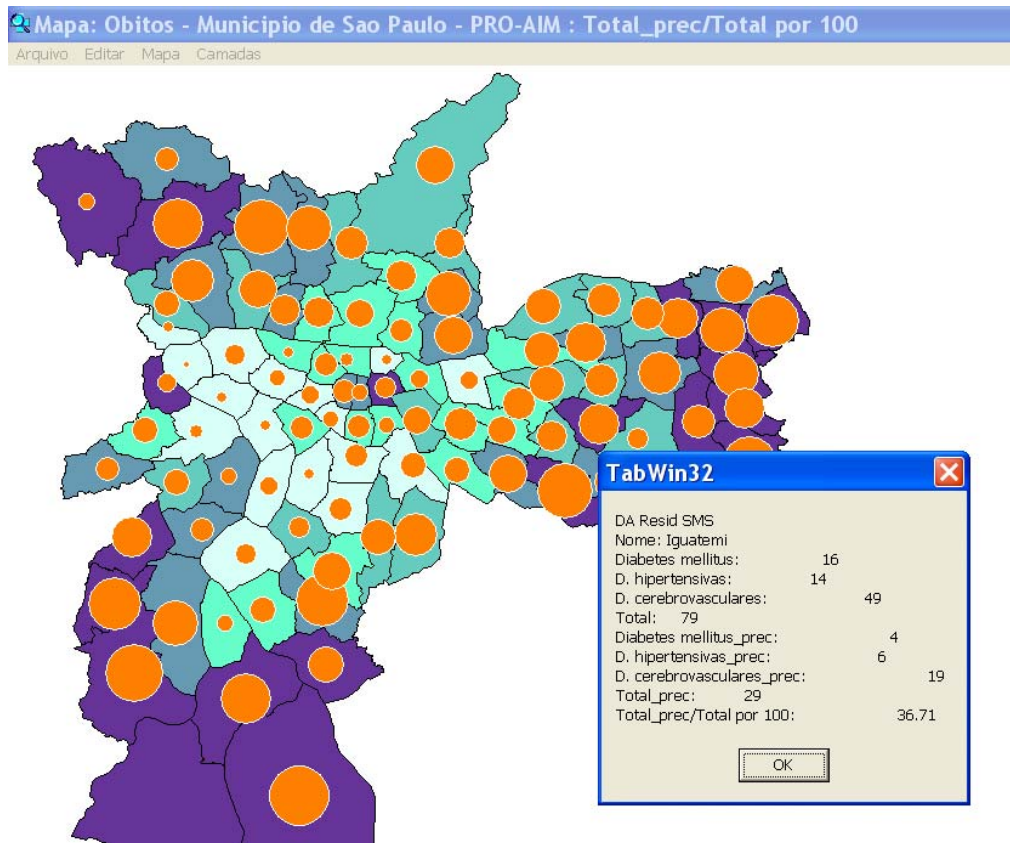 Mapa: Obitos - Municipio de Sao Paulo - PRO-AIM : Total_prec/Total por 100
Arquivo Editar Mapa Camadas
TabWin32
DA Resid SMS
Nome: Iguatemi
Diabetes mellitus: 16
D. hipertensivas: 14
D. cerebrovasculares: 49
Total: 79
Diabetes mellitus_prec: 4
D. hipertensivas_prec: 6
D. cerebrovasculares_prec: 19
Total_prec: 29
Total_prec/Total por 100: 36.71
OK